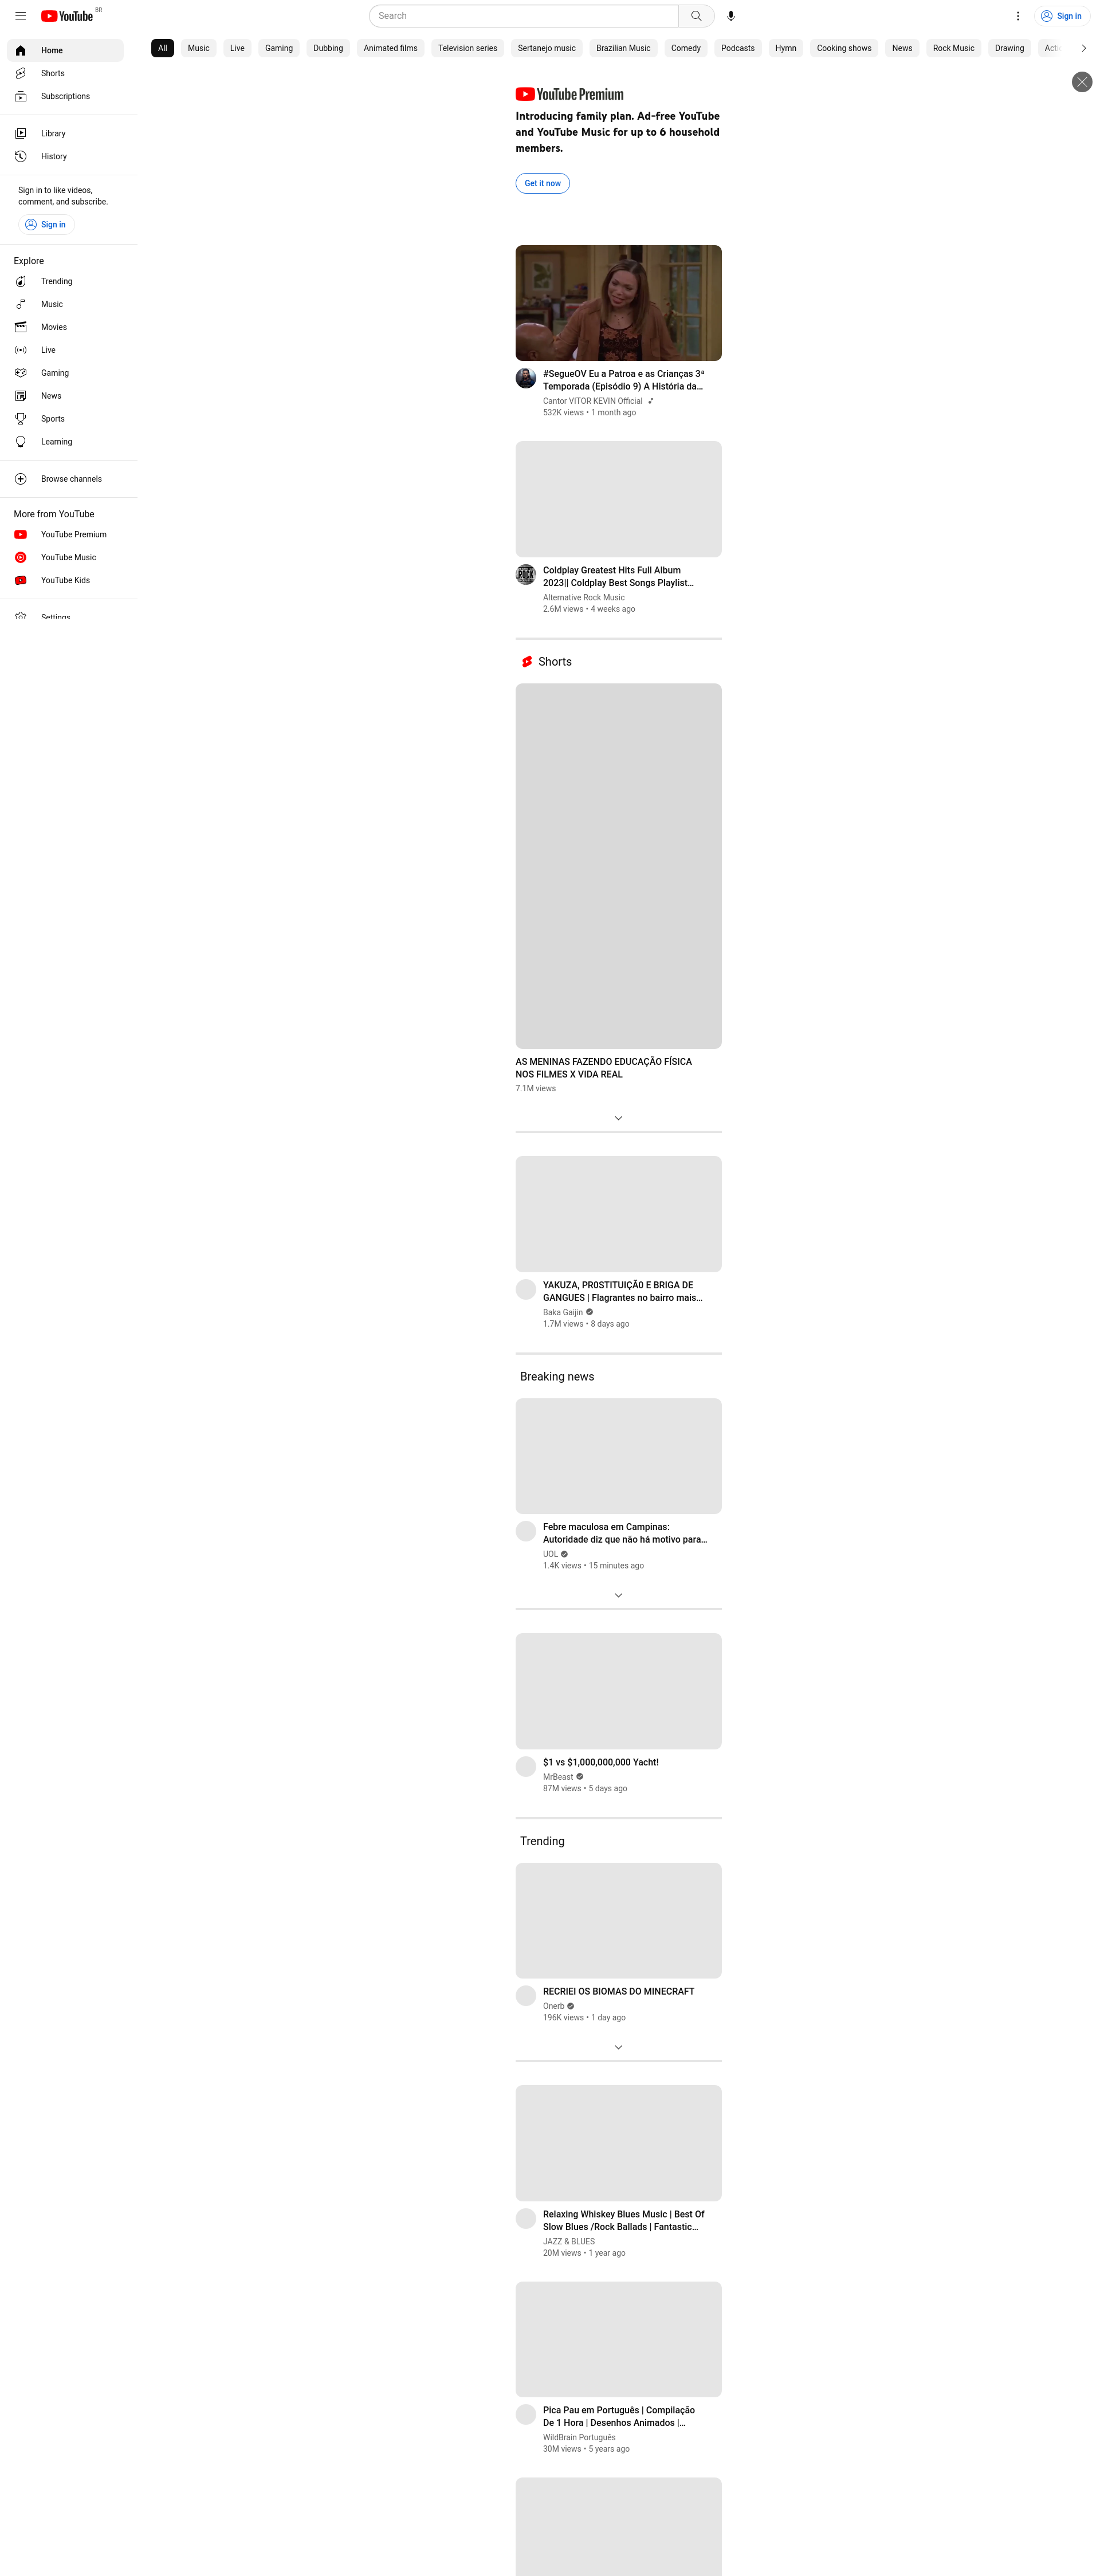 YouTube BR
Search
Sign in
Home
Shorts
Subscriptions
Library
History
Sign in to like videos,
comment, and subscribe.
Sign in
Explore
Trending
Music
Movies
Live
Gaming
News
Sports
Learning
Browse channels
More from YouTube
YouTube Premium
YouTube Music
YouTube Kids
Settings
All
Music
Live
Gaming
Dubbing
Animated films
Television series
Sertanejo music
Brazilian Music
Comedy
Podcasts
Hymn
Cooking shows
News
Rock Music
Drawing
YouTube Premium
Introducing family plan. Ad-free YouTube
and YouTube Music for up to 6 household
members.
Get it now
#SegueOV Eu a Patroa e as Crianças 3ª
Temporada (Episódio 9) A História da…
Cantor VITOR KEVIN Official
532K views • 1 month ago
ROCK
Coldplay Greatest Hits Full Album
2023|| Coldplay Best Songs Playlist…
Alternative Rock Music
2.6M views • 4 weeks ago
Shorts
AS MENINAS FAZENDO EDUCAÇÃO FÍSICA
NOS FILMES X VIDA REAL
7.1M views
YAKUZA, PR0STITUIÇÃ0 E BRIGA DE
GANGUES | Flagrantes no bairro mais…
Baka Gaijin
1.7M views • 8 days ago
Breaking news
Febre maculosa em Campinas:
Autoridade diz que não há motivo para…
UOL
1.4K views • 15 minutes ago
$1 vs $1,000,000,000 Yacht!
MrBeast
87M views • 5 days ago
Trending
RECRIEI OS BIOMAS DO MINECRAFT
Onerb
196K views • 1 day ago
Relaxing Whiskey Blues Music | Best Of
Slow Blues /Rock Ballads | Fantastic…
JAZZ & BLUES
20M views • 1 year ago
Pica Pau em Português | Compilação
De 1 Hora | Desenhos Animados |…
WildBrain Português
30M views • 5 years ago